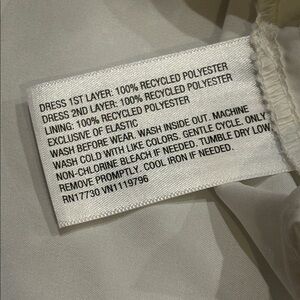 DRESS 1ST LAYER: 100% RECYCLED POLYESTER
DRESS 2ND LAYER: 100% RECYCLED POLYESTER
LINING: 100% RECYCLED POLYESTER
EXCLUSIVE OF ELASTIC
WASH BEFORE WEAR. WASH INSIDE OUT. MACHINE
WASH COLD WITH LIKE COLORS. GENTLE CYCLE. ONLY
NON-CHLORINE BLEACH IF NEEDED. TUMBLE DRY LOW
REMOVE PROMPTLY. COOL IRON IF NEEDED.
RN17730 VN1119796